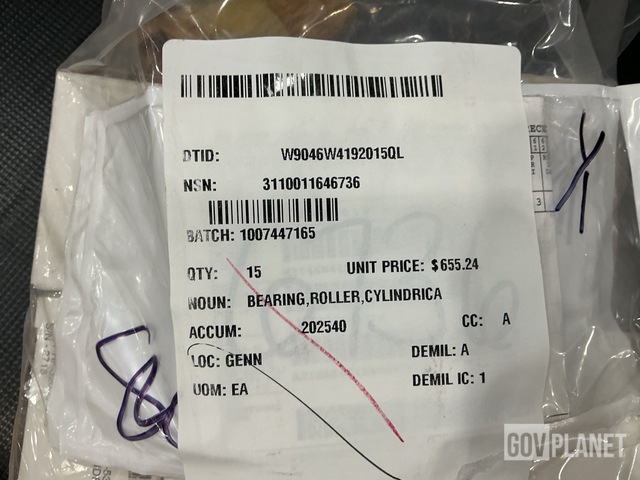 DTID: W9046W4192015QL
NSN: 3110011646736
BATCH: 1007447165
QTY: 15 UNIT PRICE: $655.24
NOUN: BEARING,ROLLER,CYLINDRICA
ACCUM: 202540 CC: A
LOC: GENN DEMIL: A
UOM: EA DEMIL IC: 1
3
Y
GOVPLANET